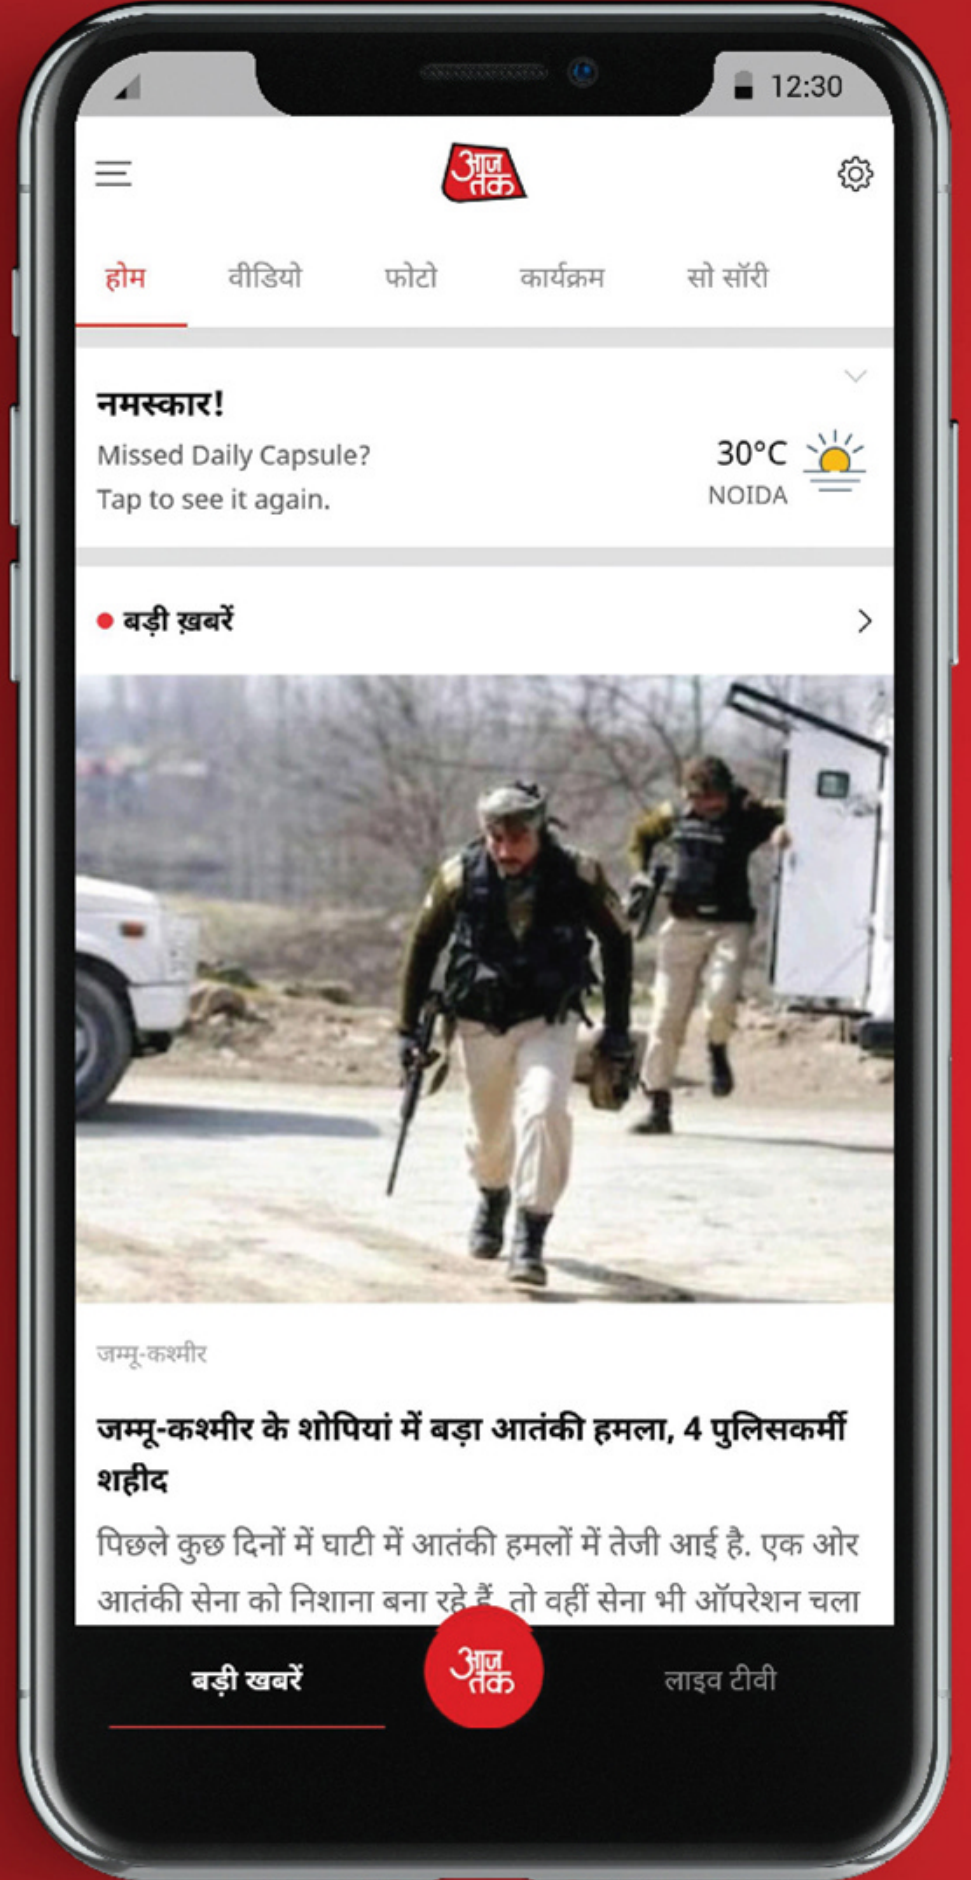 12:30
आज
तक
होम वीडियो फोटो कार्यक्रम सो सॉरी
नमस्कार!
Missed Daily Capsule?
Tap to see it again.
30°C
NOIDA
बड़ी ख़बरें
जम्मू-कश्मीर
जम्मू-कश्मीर के शोपियां में बड़ा आतंकी हमला, 4 पुलिसकर्मी
शहीद
पिछले कुछ दिनों में घाटी में आतंकी हमलों में तेजी आई है. एक ओर
आतंकी सेना को निशाना बना रहे हैं, तो वहीं सेना भी ऑपरेशन चला
बड़ी खबरें
आज
तक
लाइव टीवी